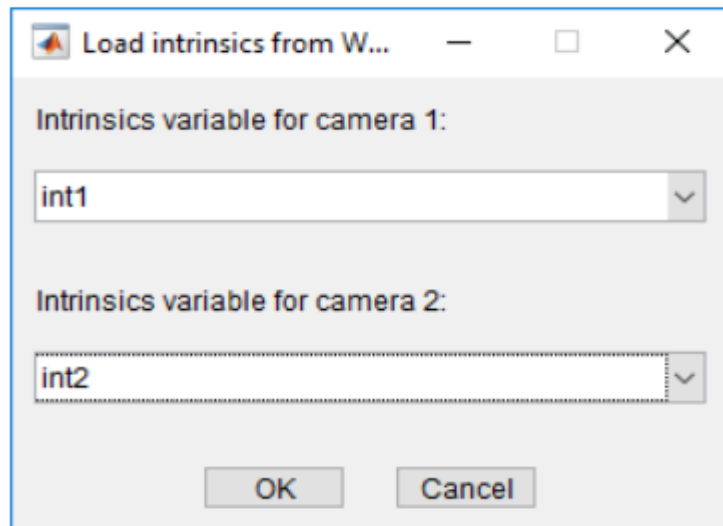 Load intrinsics from W...
Intrinsics variable for camera 1:
int1
Intrinsics variable for camera 2:
int2
OK Cancel